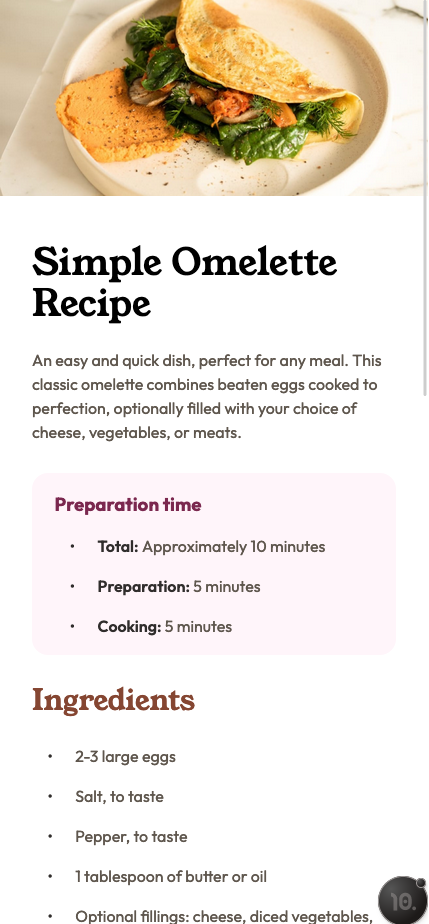 Simple Omelette
Recipe
An easy and quick dish, perfect for any meal. This
classic omelette combines beaten eggs cooked to
perfection, optionally filled with your choice of
cheese, vegetables, or meats.
Preparation time
• Total: Approximately 10 minutes
• Preparation: 5 minutes
• Cooking: 5 minutes
Ingredients
• 2-3 large eggs
• Salt, to taste
• Pepper, to taste
• 1 tablespoon of butter or oil
• Optional fillings: cheese, diced vegetables,
10.